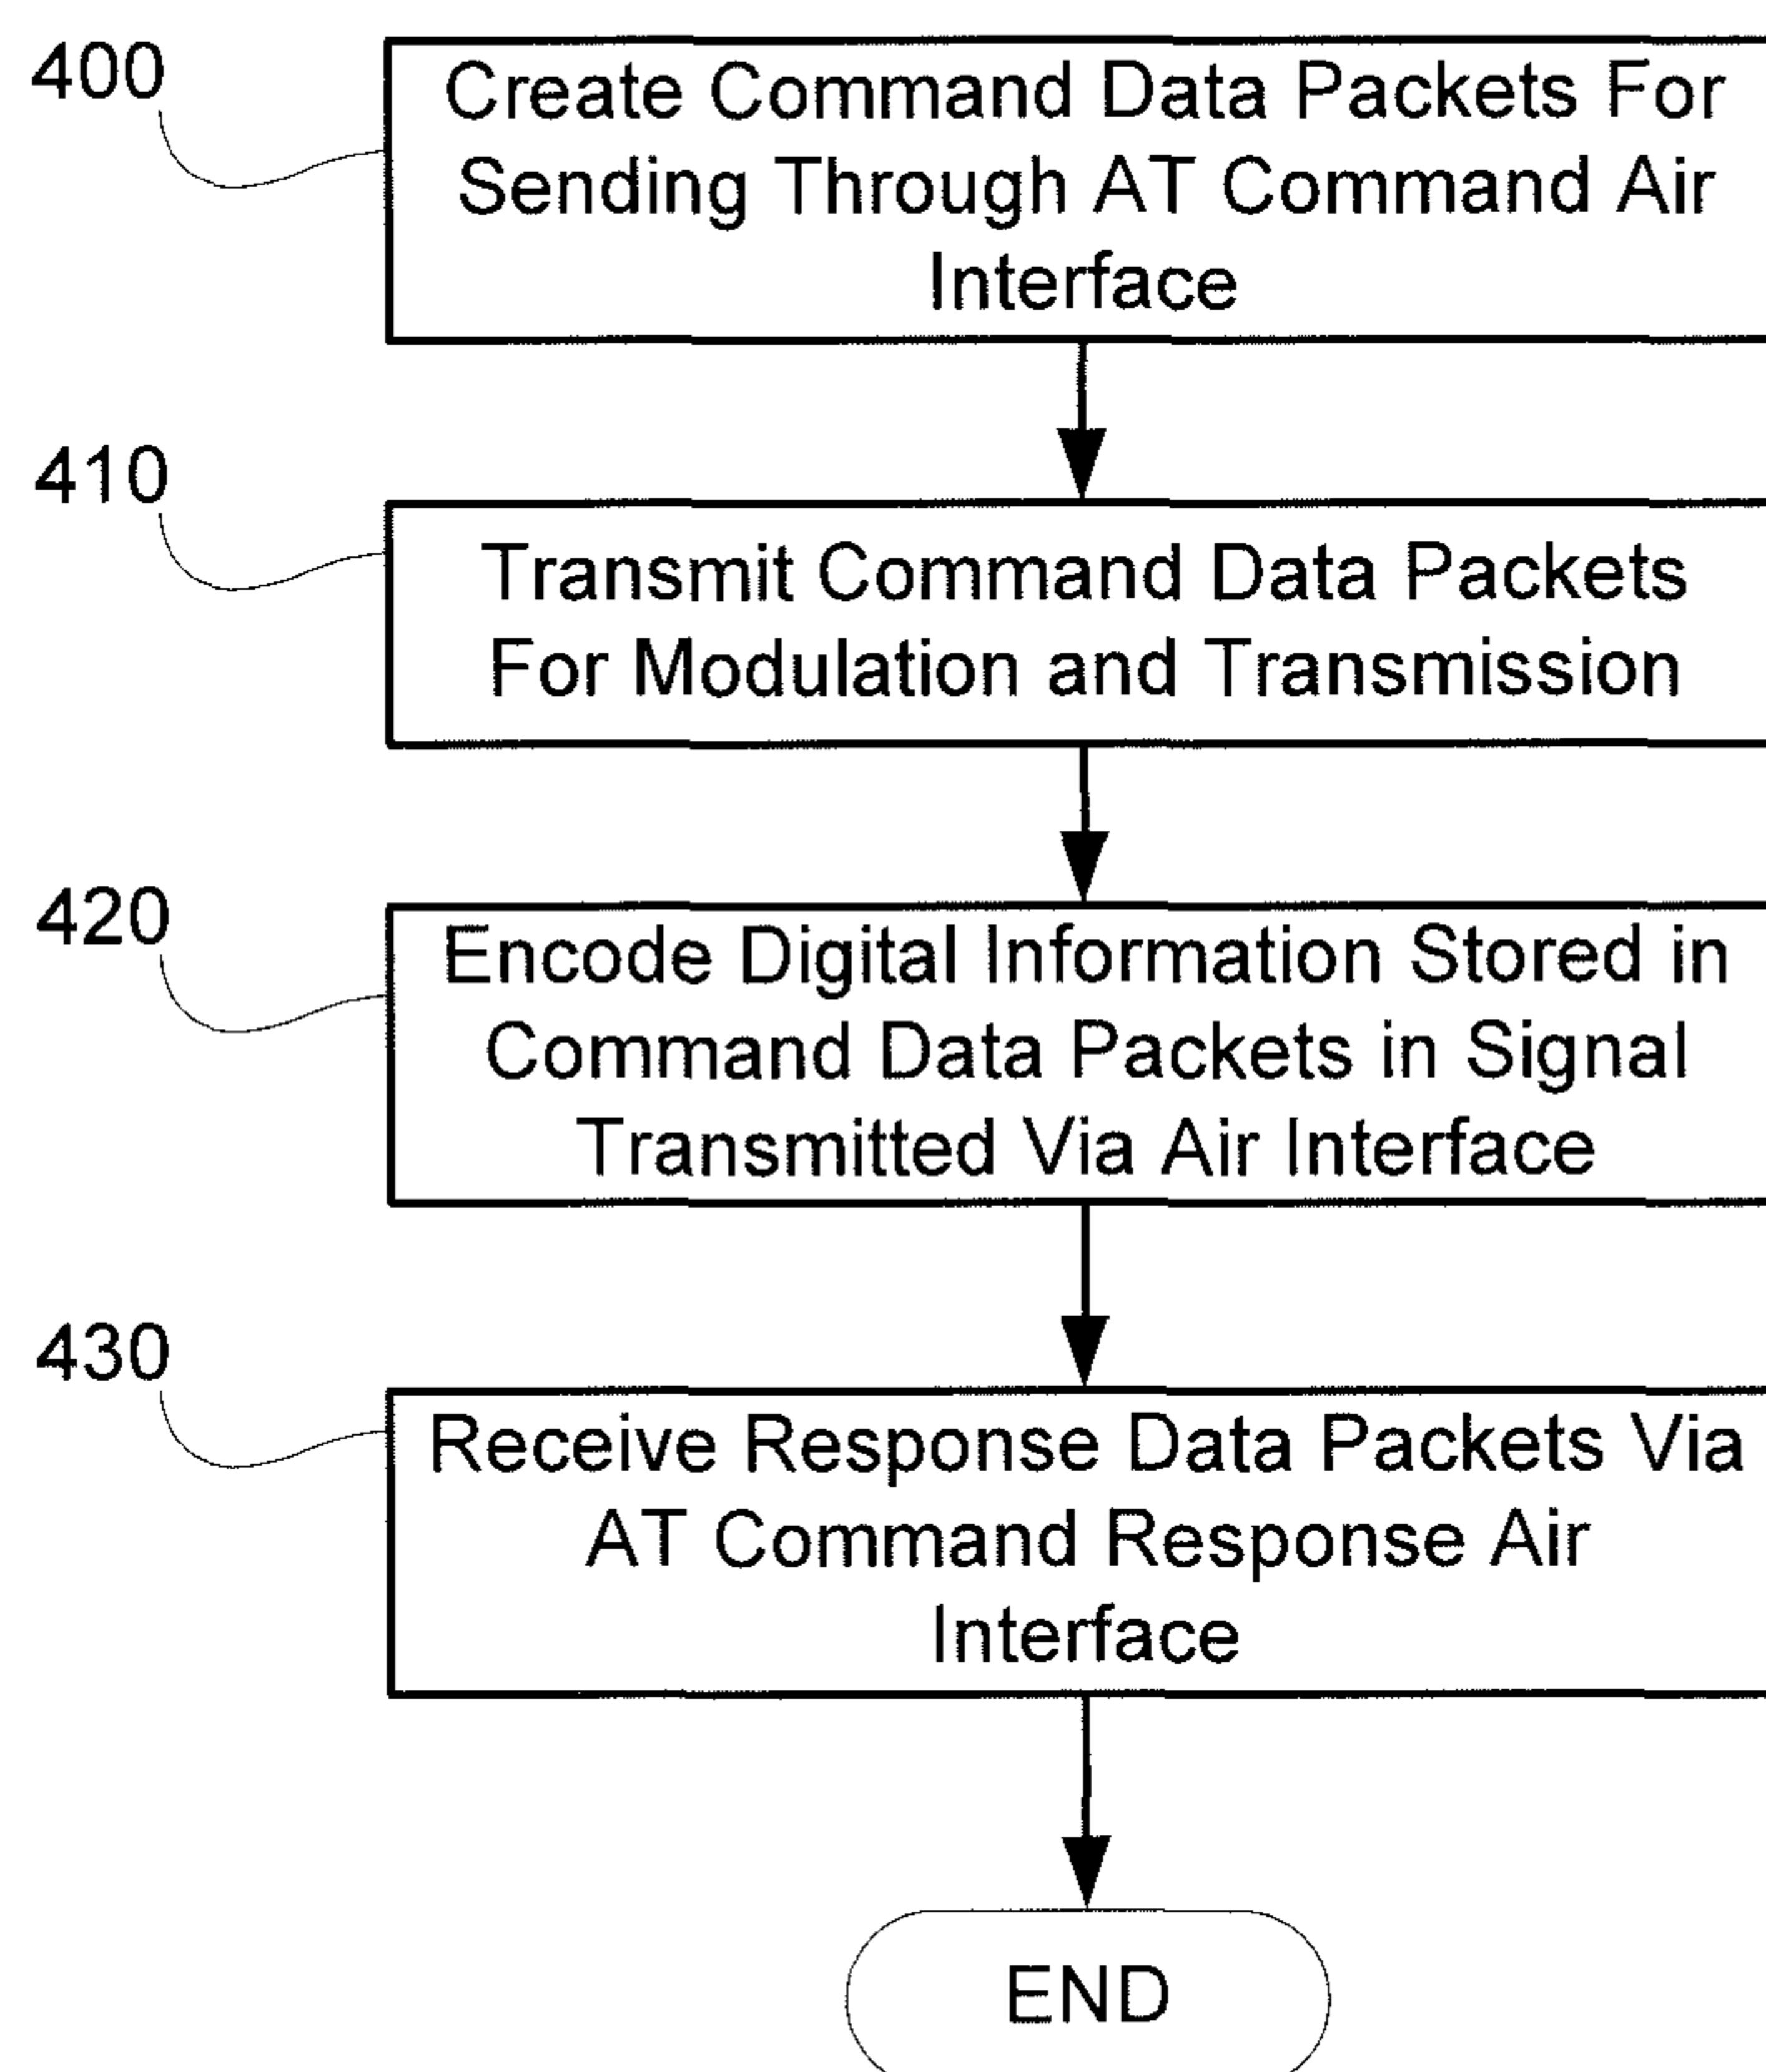 400
Create Command Data Packets For
Sending Through AT Command Air
Interface
410
Transmit Command Data Packets
For Modulation and Transmission
420
Encode Digital Information Stored in
Command Data Packets in Signal
Transmitted Via Air Interface
430
Receive Response Data Packets Via
AT Command Response Air
Interface
END